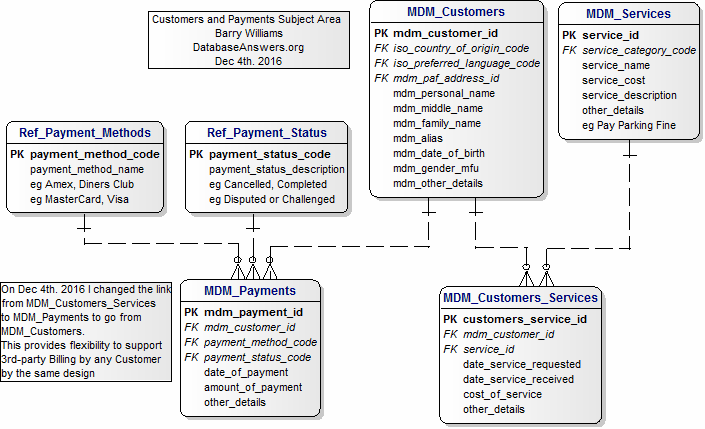 Customers and Payments Subject Area
Barry Williams
DatabaseAnswers.org
Dec 4th. 2016
MDM_Customers
PK mdm_customer_id
FK iso_country_of_origin_code
FK iso_preferred_language_code
FK mdm_paf_address_id
mdm_personal_name
mdm_middle_name
mdm_family_name
mdm_alias
mdm_date_of_birth
mdm_gender_mfu
mdm_other_details
MDM_Services
PK service_id
FK service_category_code
service_name
service_cost
service_description
other_details
eg Pay Parking Fine
Ref_Payment_Methods
PK payment_method_code
payment_method_name
eg Amex, Diners Club
eg MasterCard, Visa
Ref_Payment_Status
PK payment_status_code
payment_status_description
eg Cancelled, Completed
eg Disputed or Challenged
On Dec 4th. 2016 I changed the link
from MDM_Customers_Services
to MDM_Payments to go from
MDM_Customers.
This provides flexibility to support
3rd-party Billing by any Customer
by the same design
MDM_Payments
PK mdm_payment_id
FK mdm_customer_id
FK payment_method_code
FK payment_status_code
date_of_payment
amount_of_payment
other_details
MDM_Customers_Services
PK customers_service_id
FK mdm_customer_id
FK service_id
date_service_requested
date_service_received
cost_of_service
other_details